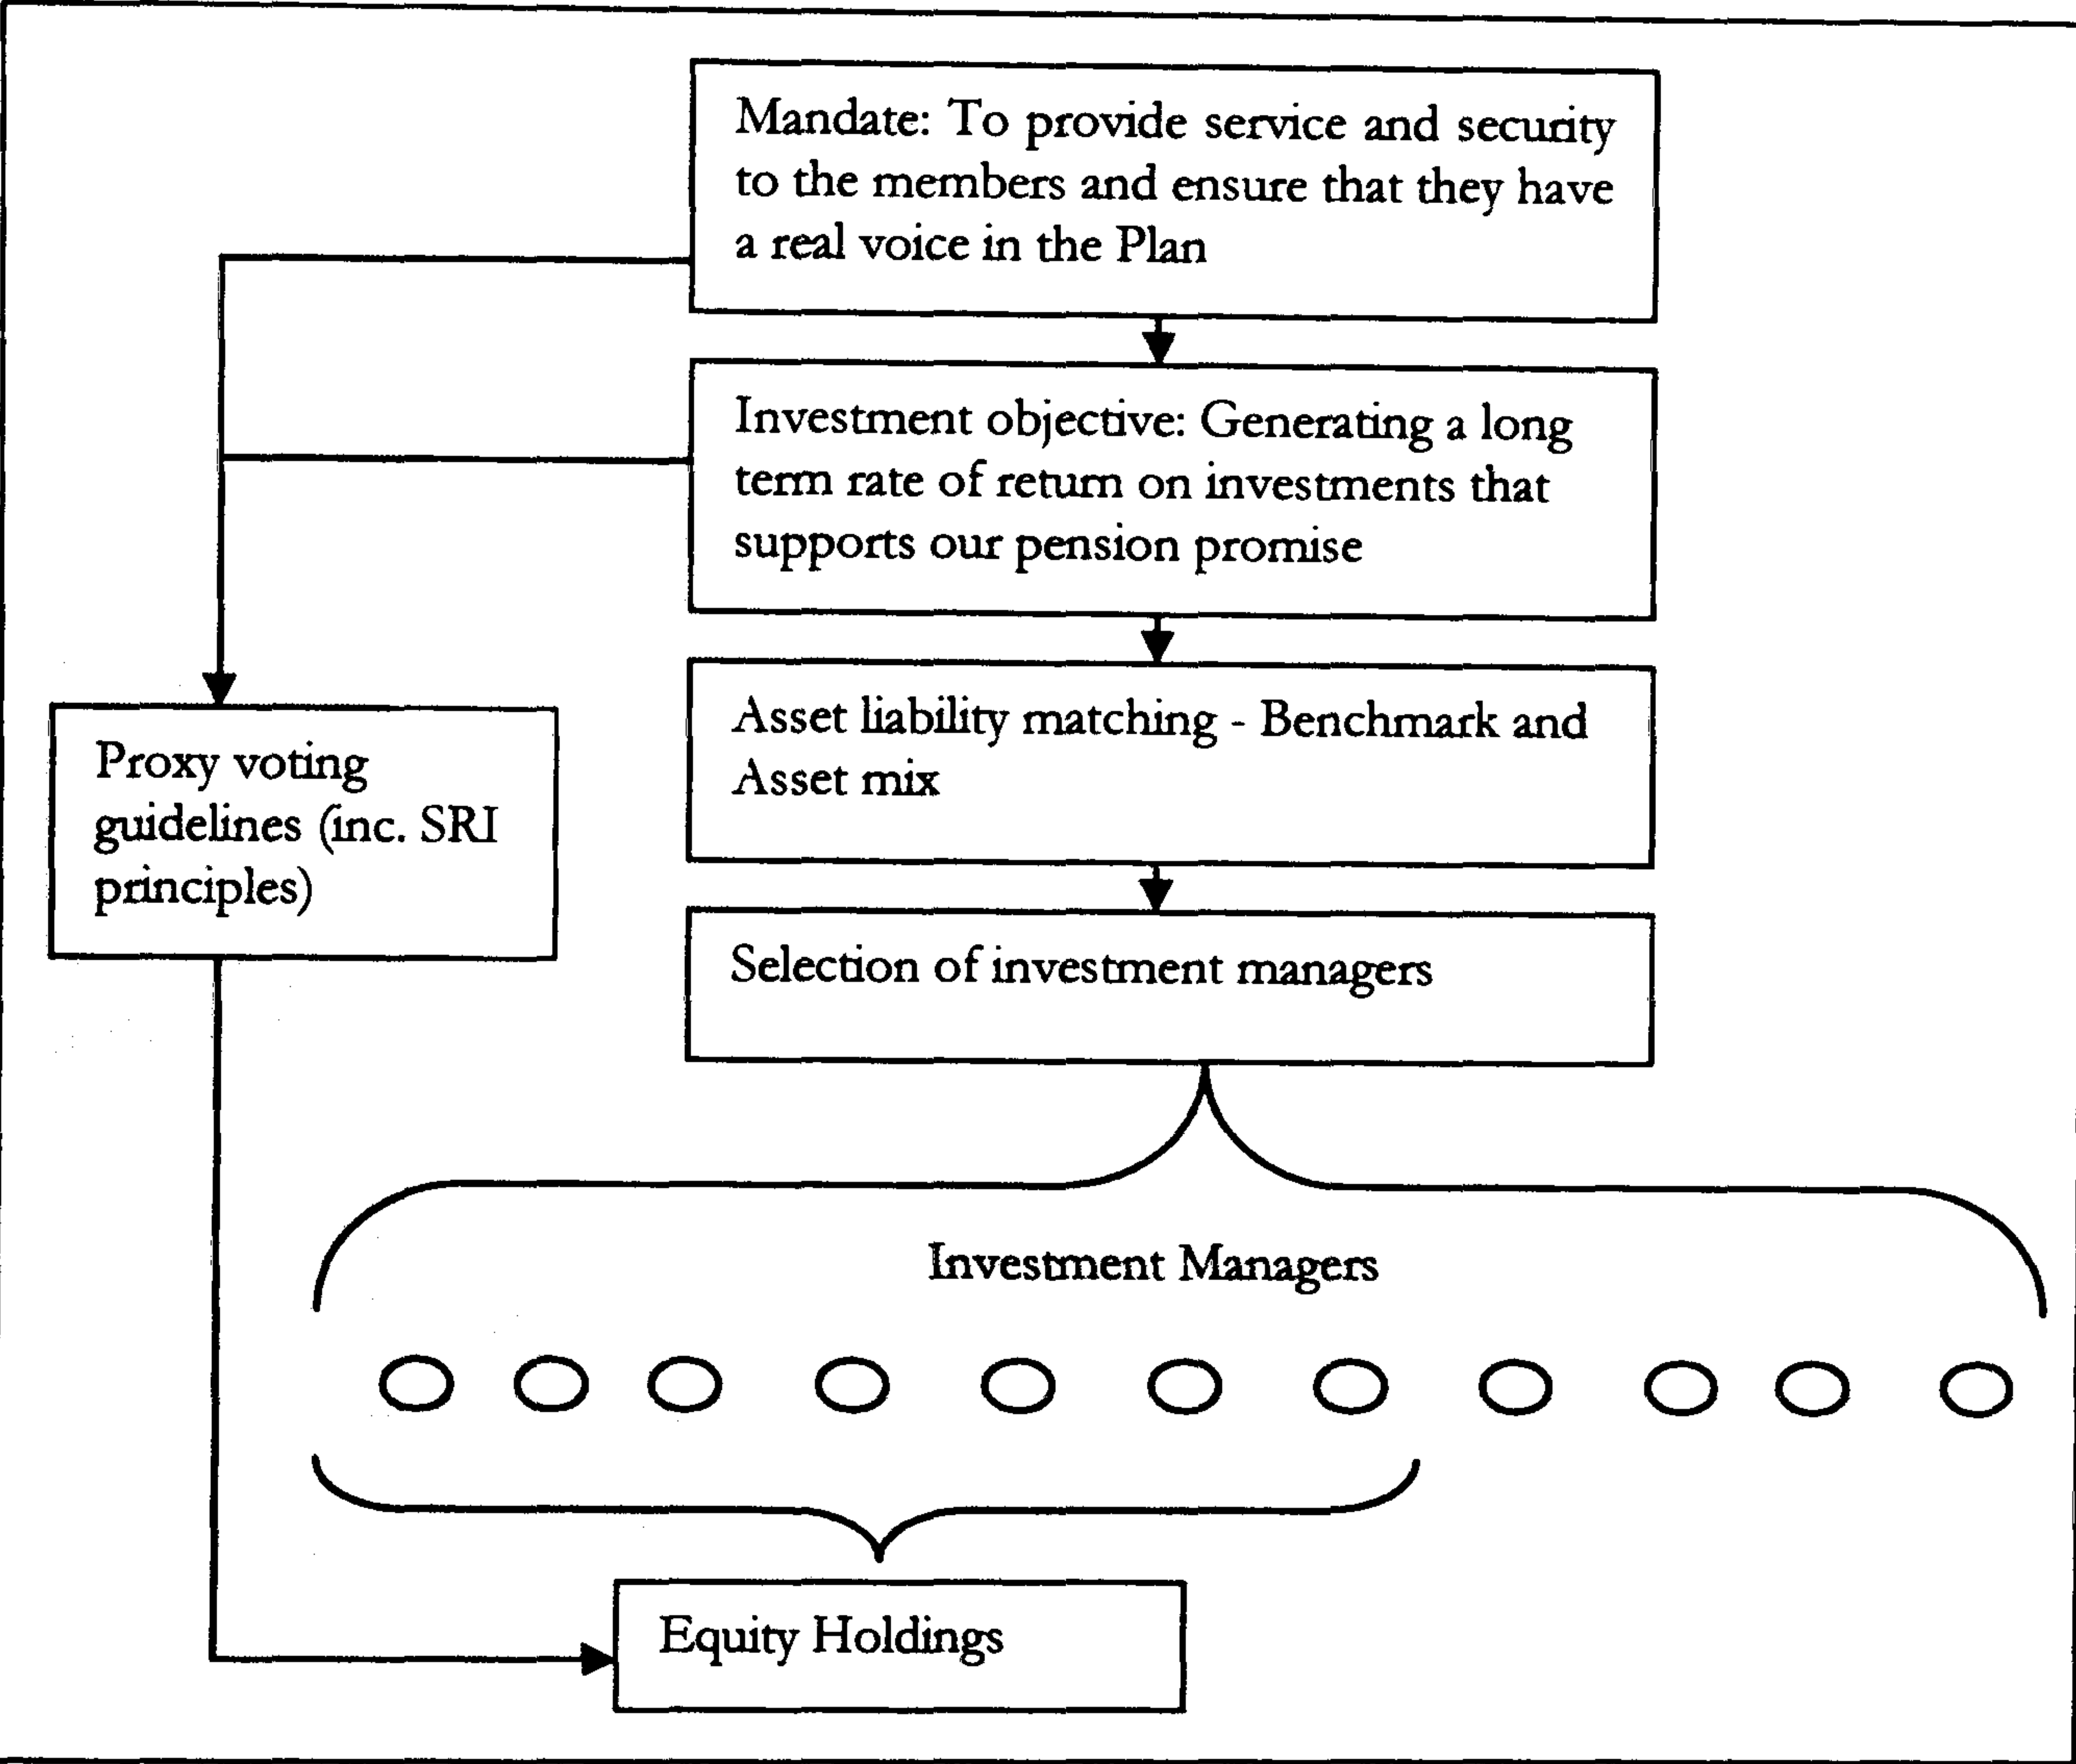 Mandate: To provide service and security
to the members and ensure that they have
a real voice in the Plan
Investment objective: Generating a long
term rate of return on investments that
supports our pension promise
Asset liability matching - Benchmark and
Asset mix
Proxy voting
guidelines (inc. SRI
principles)
Selection of investment managers
Investment Managers
Equity Holdings